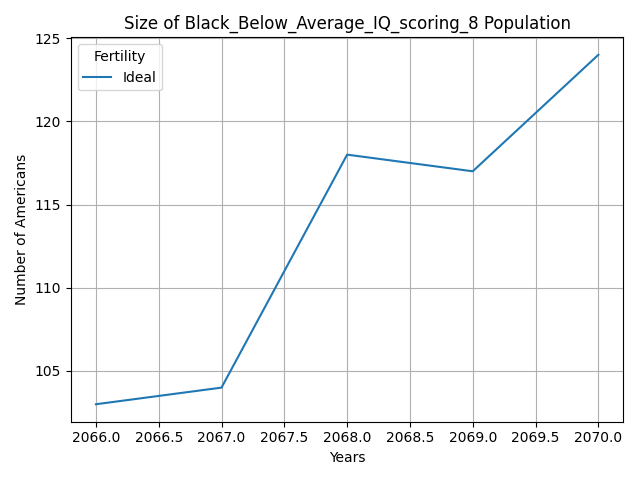 Size of Black_Below_Average_IQ_scoring_8 Population
Fertility
Ideal
Number of Americans
125
120
115
110
105
2066.0 2066.5 2067.0 2067.5 2068.0 2068.5 2069.0 2069.5 2070.0
Years